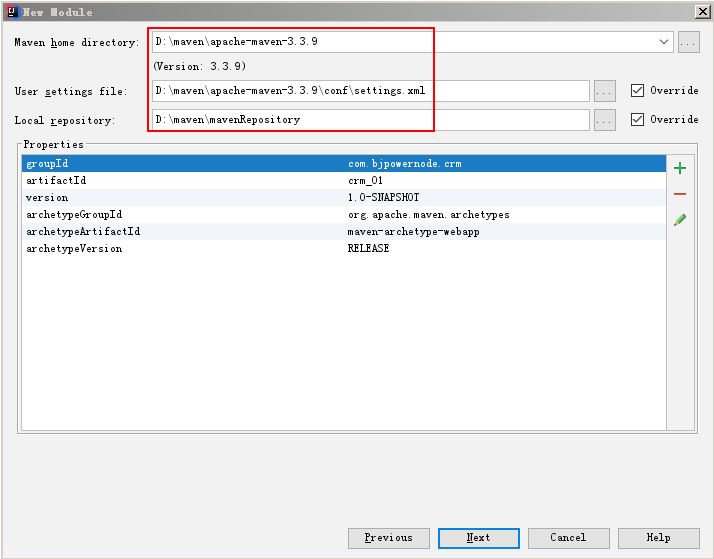 New Module
Maven home directory: D:\maven\apache-maven-3.3.9 ...
(Version: 3.3.9)
User settings file: D:\maven\apache-maven-3.3.9\conf\settings.xml ... Override
Local repository: D:\maven\mavenRepository ... Override
Properties
groupId com.bjpowernode.crm
artifactId crm_01
version 1.0-SNAPSHOT
archetypeGroupId org.apache.maven.archetypes
archetypeArtifactId maven-archetype-webapp
archetypeVersion RELEASE
Previous Next Cancel Help